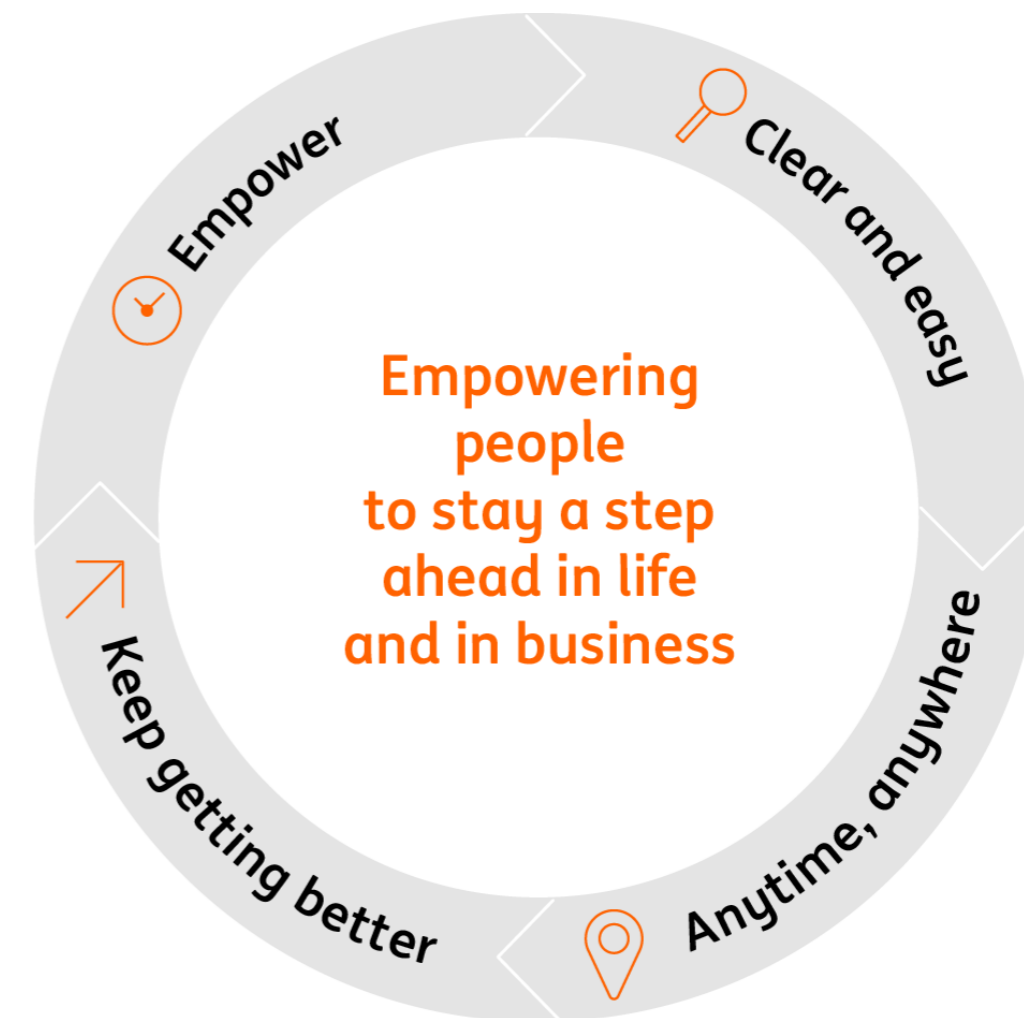 Empower
Clear and easy
Empowering
people
to stay a step
ahead in life
and in business
Anytime, anywhere
Keep getting better